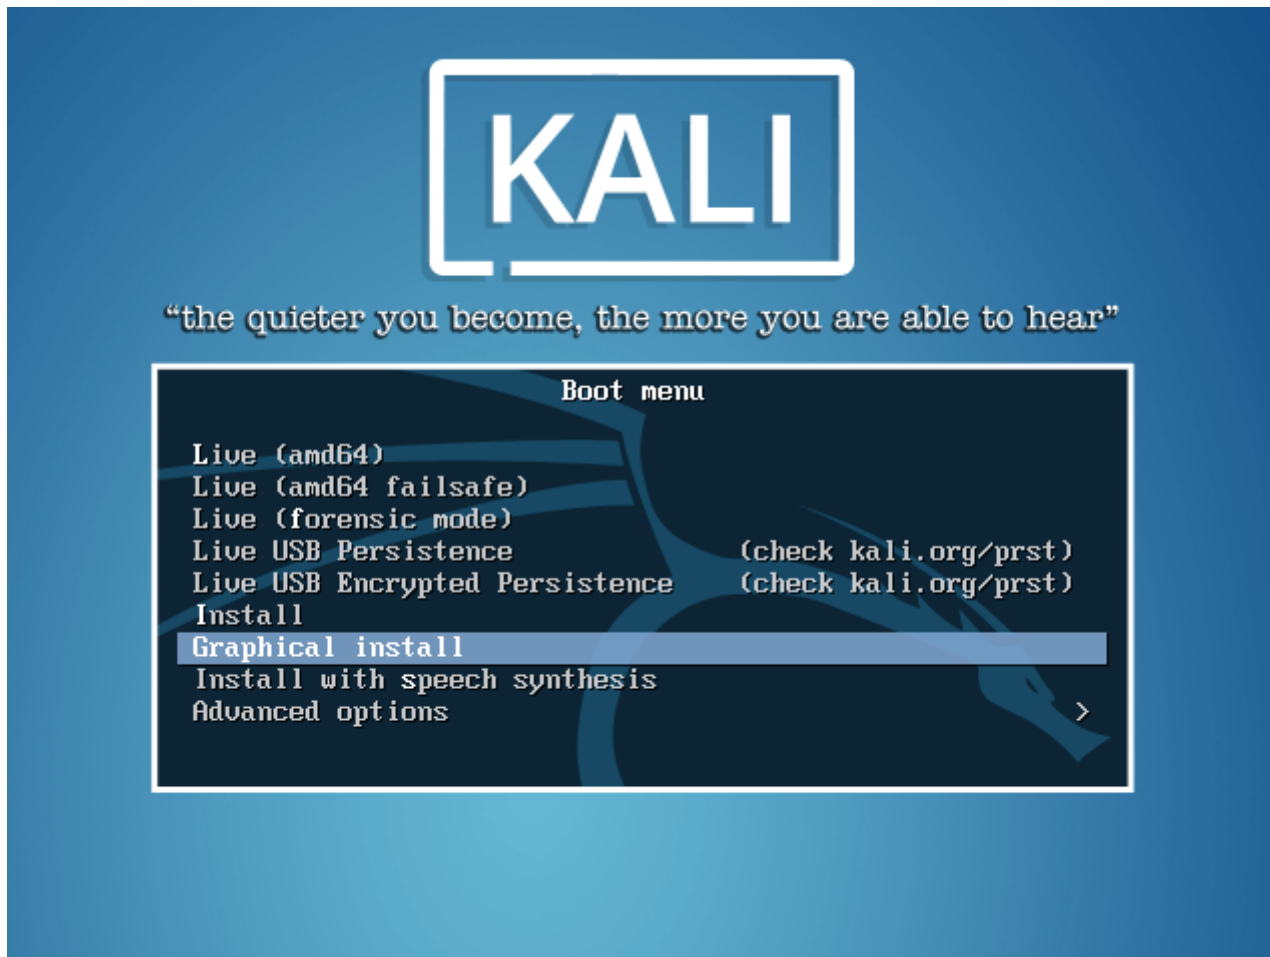 KALI
“the quieter you become, the more you are able to hear”
Boot menu
Live (amd64)
Live (amd64 failsafe)
Live (forensic mode)
Live USB Persistence (check kali.org/prst)
Live USB Encrypted Persistence (check kali.org/prst)
Install
Graphical install
Install with speech synthesis
Advanced options >